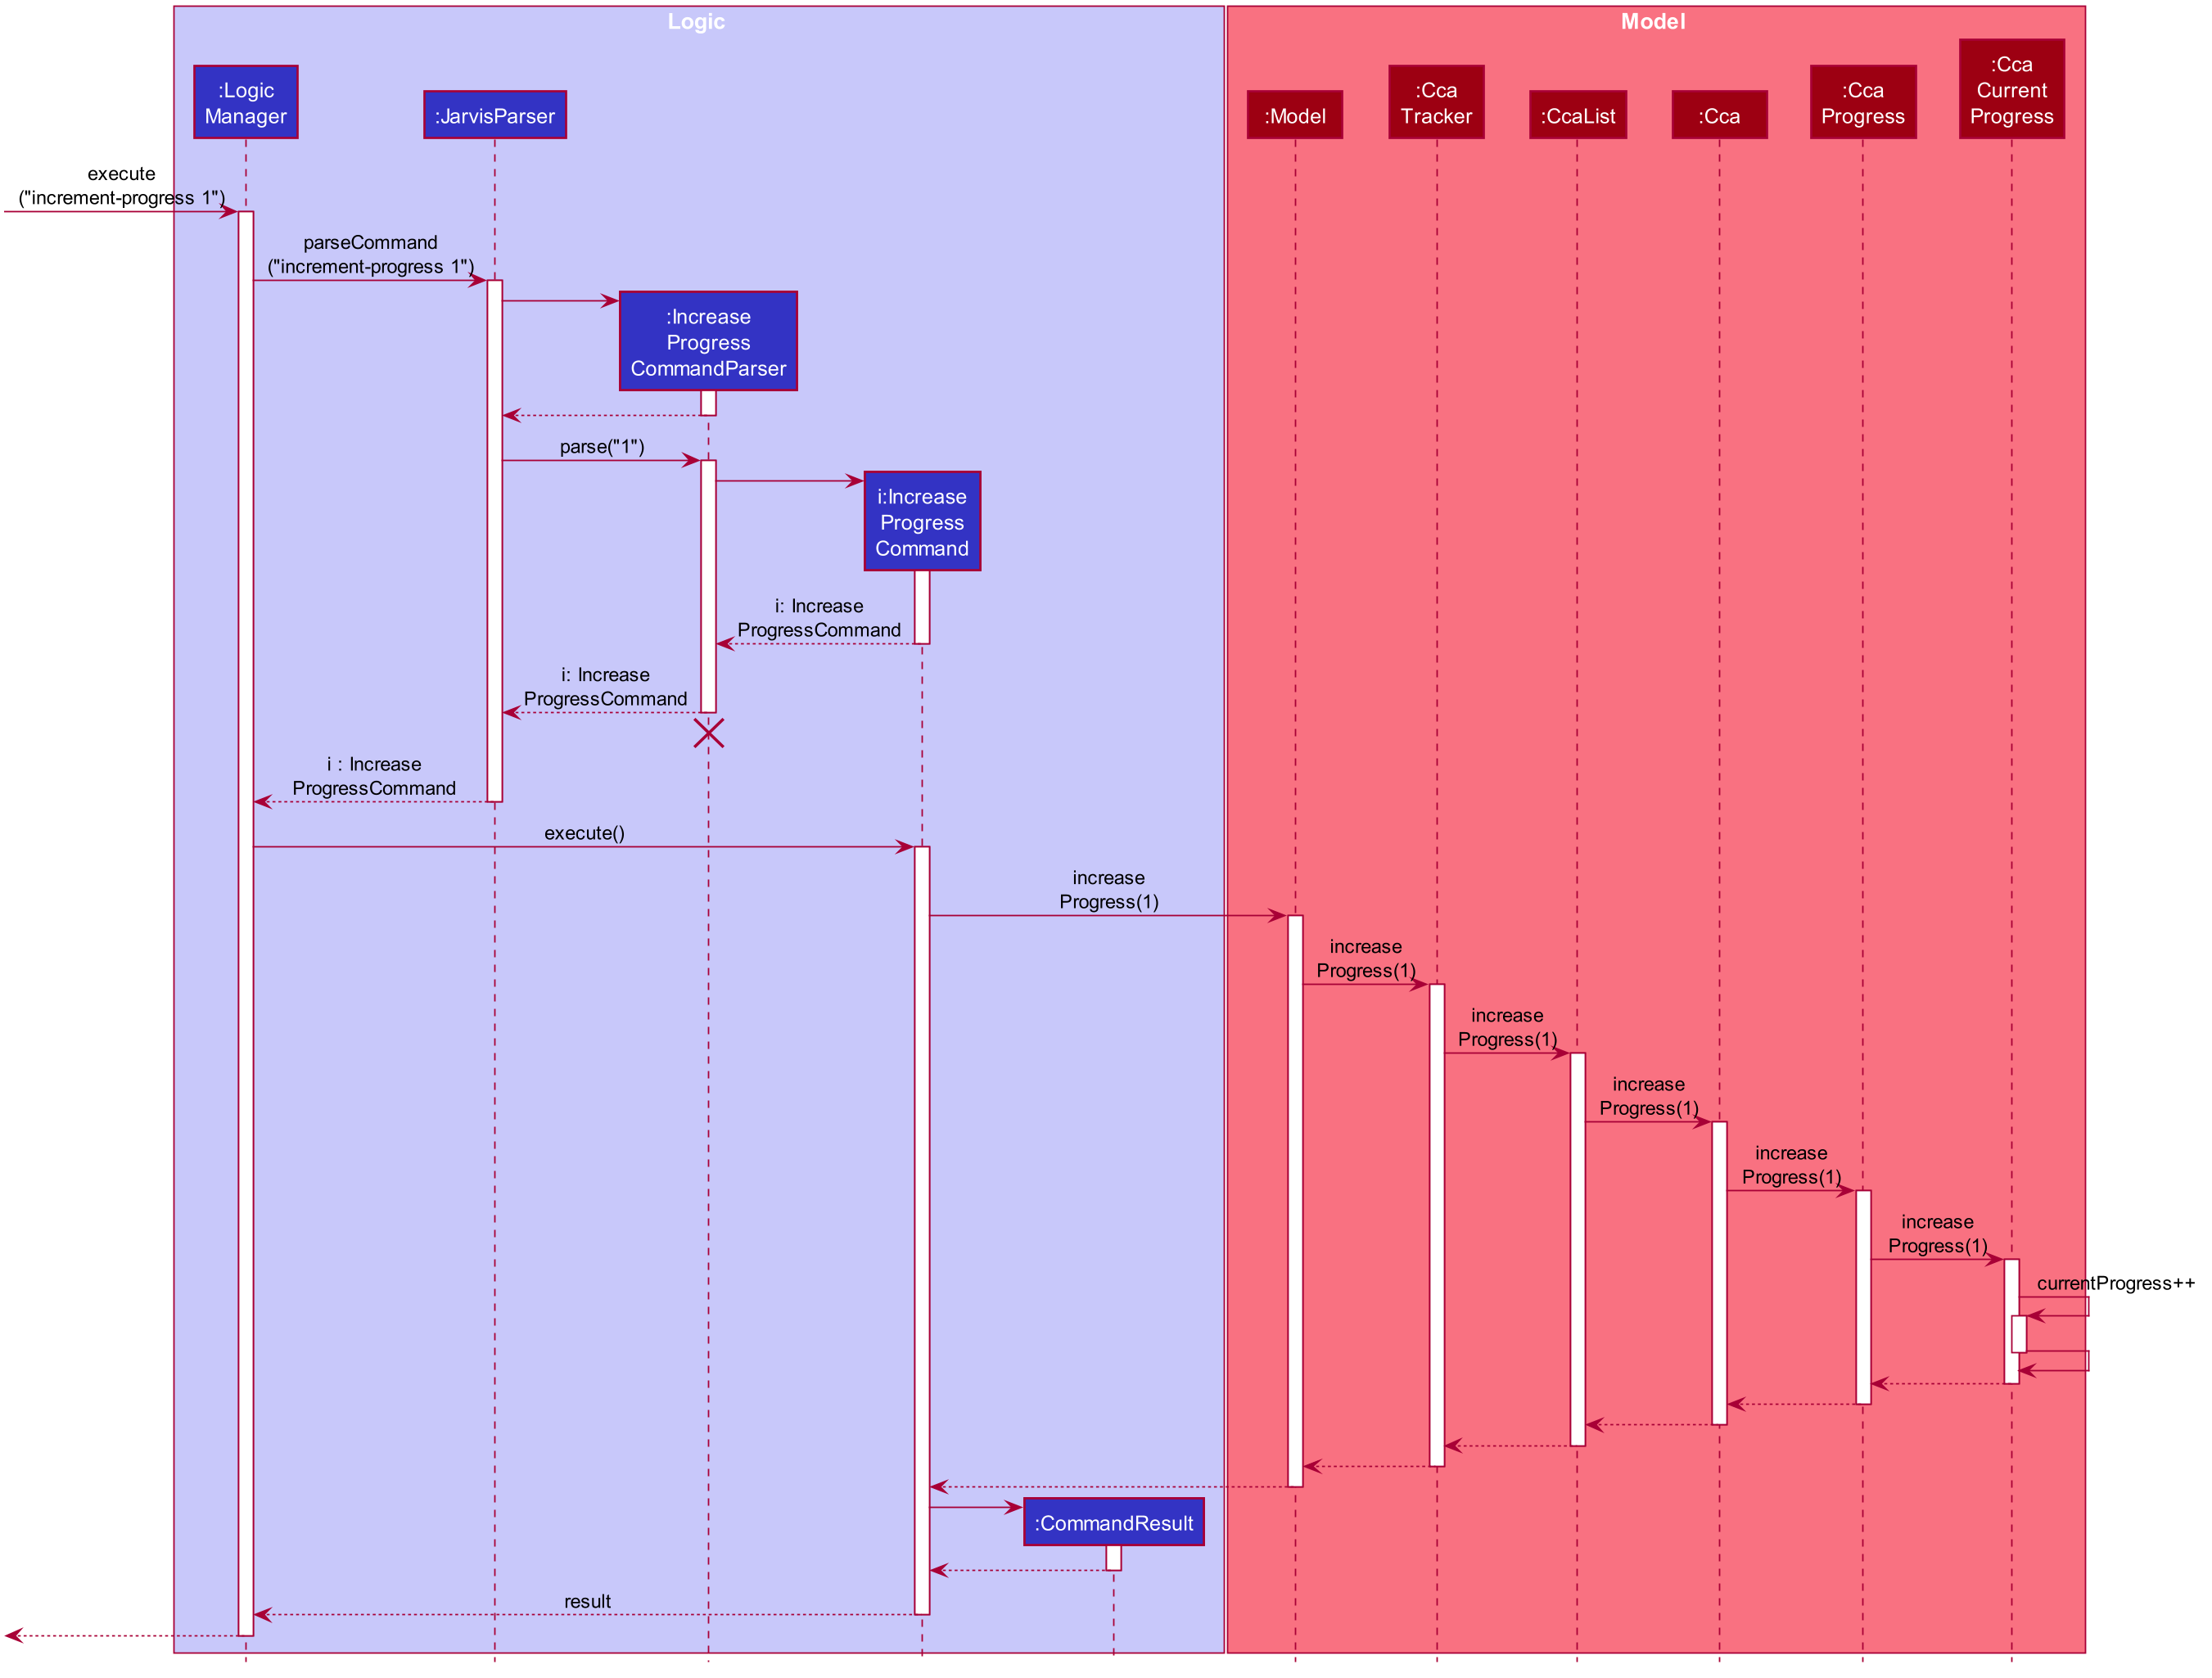 Logic
Model
:Logic
Manager
:JarvisParser
:Model
:Cca
Tracker
:CcaList
:Cca
:Cca
Progress
:Cca
Current
Progress
execute
("increment-progress 1")
parseCommand
("increment-progress 1")
:Increase
Progress
CommandParser
parse("1")
i:Increase
Progress
Command
i: Increase
ProgressCommand
i: Increase
ProgressCommand
i : Increase
ProgressCommand
execute()
increase
Progress(1)
increase
Progress(1)
increase
Progress(1)
increase
Progress(1)
increase
Progress(1)
increase
Progress(1)
currentProgress++
:CommandResult
result